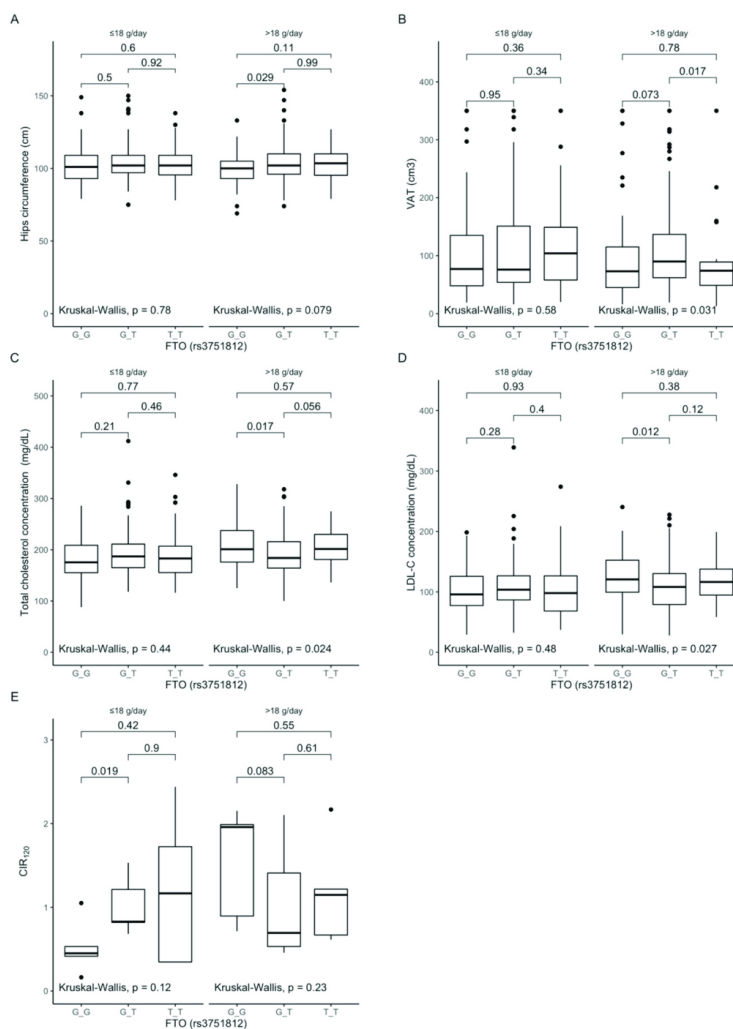 A
≤18 g/day
>18 g/day
0.6
0.11
0.92
0.99
0.5
0.029
150
100
50
0
Hips circumference (cm)
Kruskal-Wallis, p = 0.78
Kruskal-Wallis, p = 0.079
G_G
G_T
T_T
G_G
G_T
T_T
FTO (rs3751812)
B
≤18 g/day
>18 g/day
0.36
0.78
0.34
0.017
0.95
0.073
400
300
200
100
0
VAT (cm3)
Kruskal-Wallis, p = 0.58
Kruskal-Wallis, p = 0.031
G_G
G_T
T_T
G_G
G_T
T_T
FTO (rs3751812)
C
≤18 g/day
>18 g/day
0.77
0.57
0.46
0.056
0.21
0.017
500
400
300
200
100
0
Total cholesterol concentration (mg/dL)
Kruskal-Wallis, p = 0.44
Kruskal-Wallis, p = 0.024
G_G
G_T
T_T
G_G
G_T
T_T
FTO (rs3751812)
D
≤18 g/day
>18 g/day
0.93
0.38
0.4
0.12
0.28
0.012
400
300
200
100
0
LDL-C concentration (mg/dL)
Kruskal-Wallis, p = 0.48
Kruskal-Wallis, p = 0.027
G_G
G_T
T_T
G_G
G_T
T_T
FTO (rs3751812)
E
≤18 g/day
>18 g/day
0.42
0.55
0.9
0.61
0.019
0.083
3
2
1
0
CIR120
Kruskal-Wallis, p = 0.12
Kruskal-Wallis, p = 0.23
G_G
G_T
T_T
G_G
G_T
T_T
FTO (rs3751812)